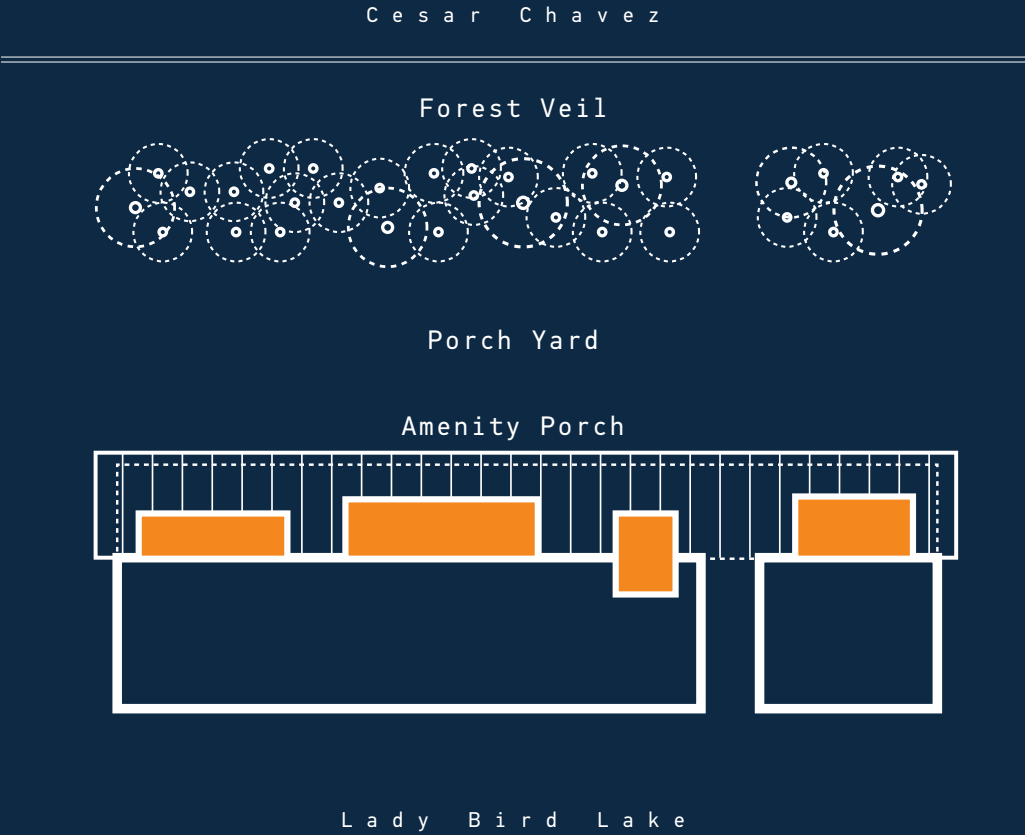 Cesar Chavez
Forest Veil
Porch Yard
Amenity Porch
Lady Bird Lake